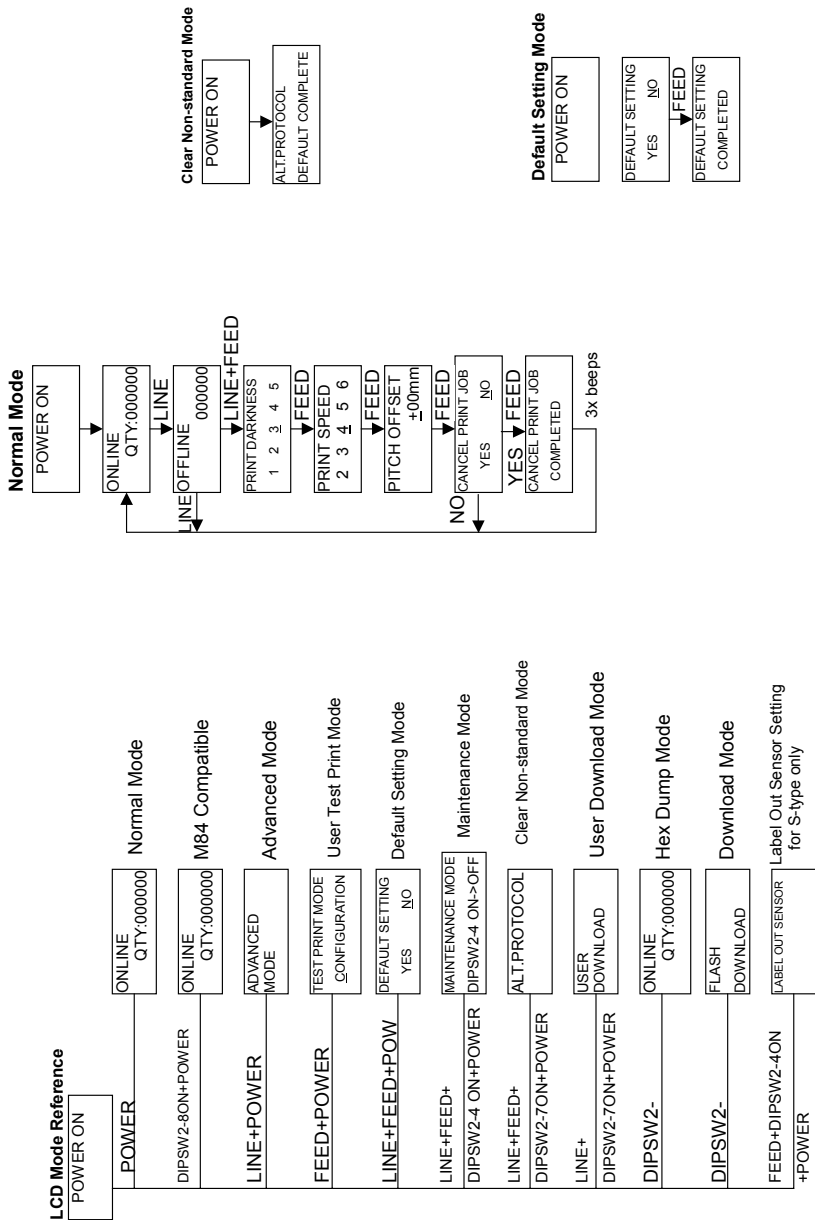 LCD Mode Reference
POWER ON
POWER
ONLINE
QTY:000000
Normal Mode
DIPSW2-8ON+POWER
ONLINE
QTY:000000
M84 Compatible
LINE+POWER
ADVANCED
MODE
Advanced Mode
FEED+POWER
TEST PRINT MODE
CONFIGURATION
User Test Print Mode
LINE+FEED+POW
DEFAULT SETTING
YES NO
Default Setting Mode
LINE+FEED+
DIPSW2-4 ON+POWER
MAINTENANCE MODE
DIPSW2-4 ON->OFF
Maintenance Mode
LINE+FEED+
DIPSW2-7ON+POWER
ALT.PROTOCOL
Clear Non-standard Mode
LINE+
DIPSW2-7ON+POWER
USER
DOWNLOAD
User Download Mode
DIPSW2-
ONLINE
QTY:000000
Hex Dump Mode
DIPSW2-
FLASH
DOWNLOAD
Download Mode
FEED+DIPSW2-4ON
+POWER
LABEL OUT SENSOR
Label Out Sensor Setting
for S-type only
Normal Mode
POWER ON
ONLINE
QTY:000000
LINE
LINE
OFFLINE
000000
LINE+FEED
PRINT DARKNESS
1 2 3 4 5
FEED
PRINT SPEED
2 3 4 5 6
FEED
PITCH OFFSET
±00mm
FEED
NO
CANCEL PRINT JOB
YES NO
YES FEED
CANCEL PRINT JOB
COMPLETED
3x beeps
Clear Non-standard Mode
POWER ON
ALT.PROTOCOL
DEFAULT COMPLETE
Default Setting Mode
POWER ON
DEFAULT SETTING
YES NO
FEED
DEFAULT SETTING
COMPLETED